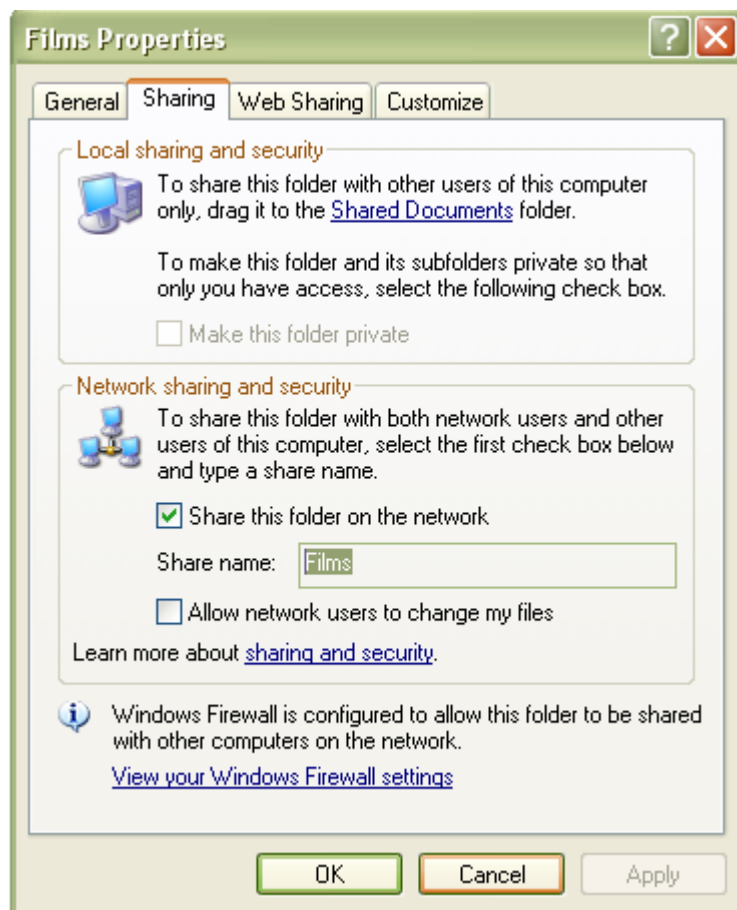 Films Properties
General Sharing Web Sharing Customize
Local sharing and security
To share this folder with other users of this computer
only, drag it to the Shared Documents folder.
To make this folder and its subfolders private so that
only you have access, select the following check box.
Make this folder private
Network sharing and security
To share this folder with both network users and other
users of this computer, select the first check box below
and type a share name.
Share this folder on the network
Share name: Films
Allow network users to change my files
Learn more about sharing and security.
Windows Firewall is configured to allow this folder to be shared
with other computers on the network.
View your Windows Firewall settings
OK Cancel Apply